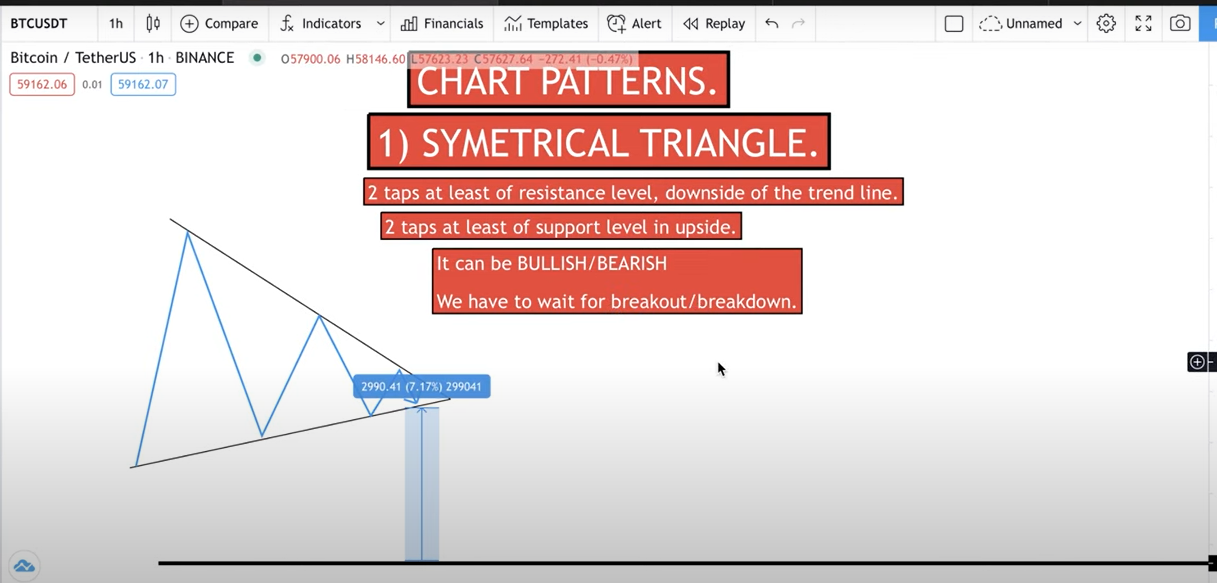 BTCUSDT 1h Compare Indicators Financials Templates Alert Replay Unnamed
Bitcoin / TetherUS · 1h · BINANCE O57900.06 H58146.60 L57623.23 C57627.64 −272.41 (−0.47%)
59162.06 0.01 59162.07
CHART PATTERNS.
1) SYMETRICAL TRIANGLE.
2 taps at least of resistance level, downside of the trend line.
2 taps at least of support level in upside.
It can be BULLISH/BEARISH
We have to wait for breakout/breakdown.
2990.41 (7.17%) 299041